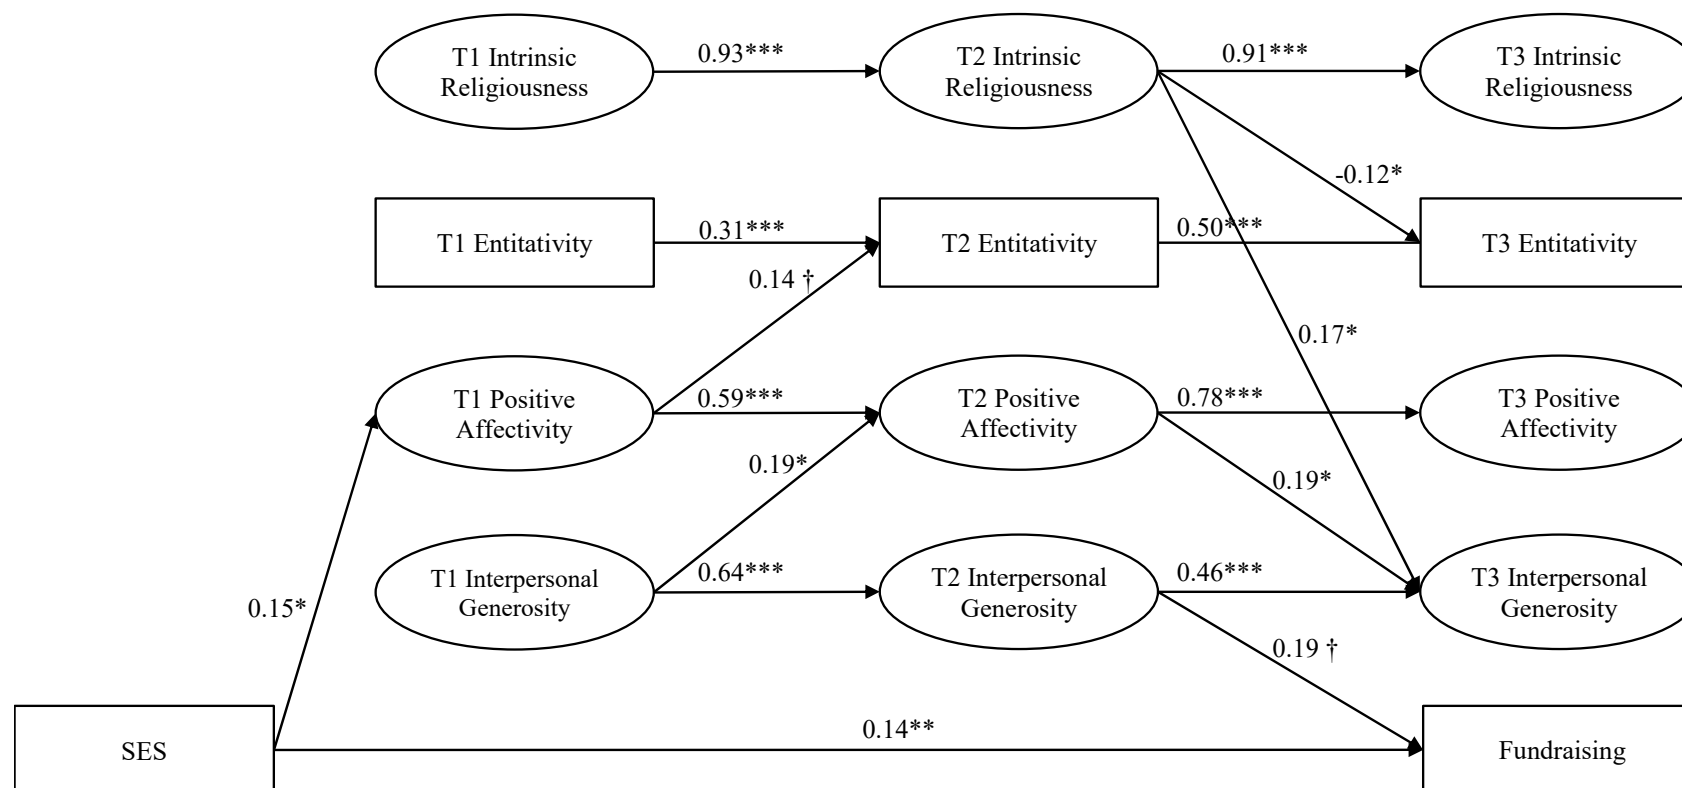 T1 Intrinsic
Religiousness
0.93***
T2 Intrinsic
Religiousness
0.91***
T3 Intrinsic
Religiousness
-0.12*
T1 Entitativity
0.31***
T2 Entitativity
0.50***
T3 Entitativity
0.14 †
0.17*
T1 Positive
Affectivity
0.59***
T2 Positive
Affectivity
0.78***
T3 Positive
Affectivity
0.19*
0.19*
T1 Interpersonal
Generosity
0.64***
T2 Interpersonal
Generosity
0.46***
T3 Interpersonal
Generosity
0.15*
0.19 †
SES
0.14**
Fundraising